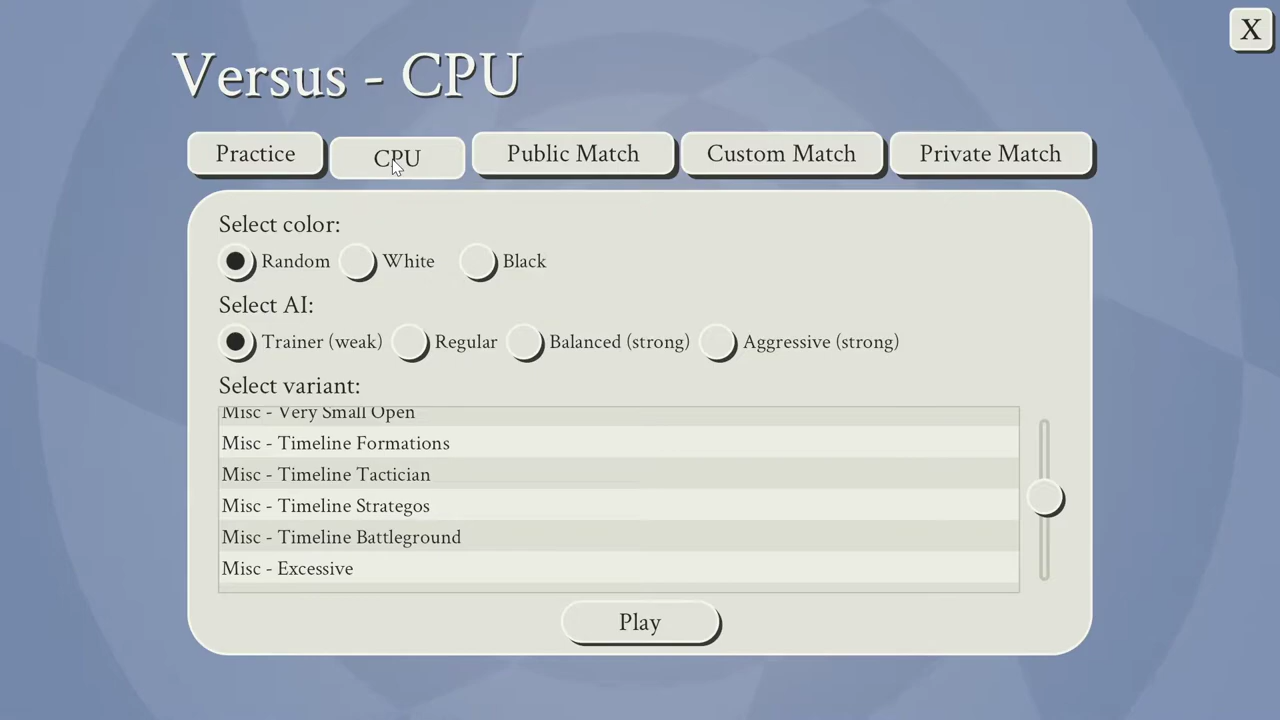 X
Versus - CPU
Practice
CPU
Public Match
Custom Match
Private Match
Select color:
Random
White
Black
Select AI:
Trainer (weak)
Regular
Balanced (strong)
Aggressive (strong)
Select variant:
Misc - Very Small Open
Misc - Timeline Formations
Misc - Timeline Tactician
Misc - Timeline Strategos
Misc - Timeline Battleground
Misc - Excessive
Play